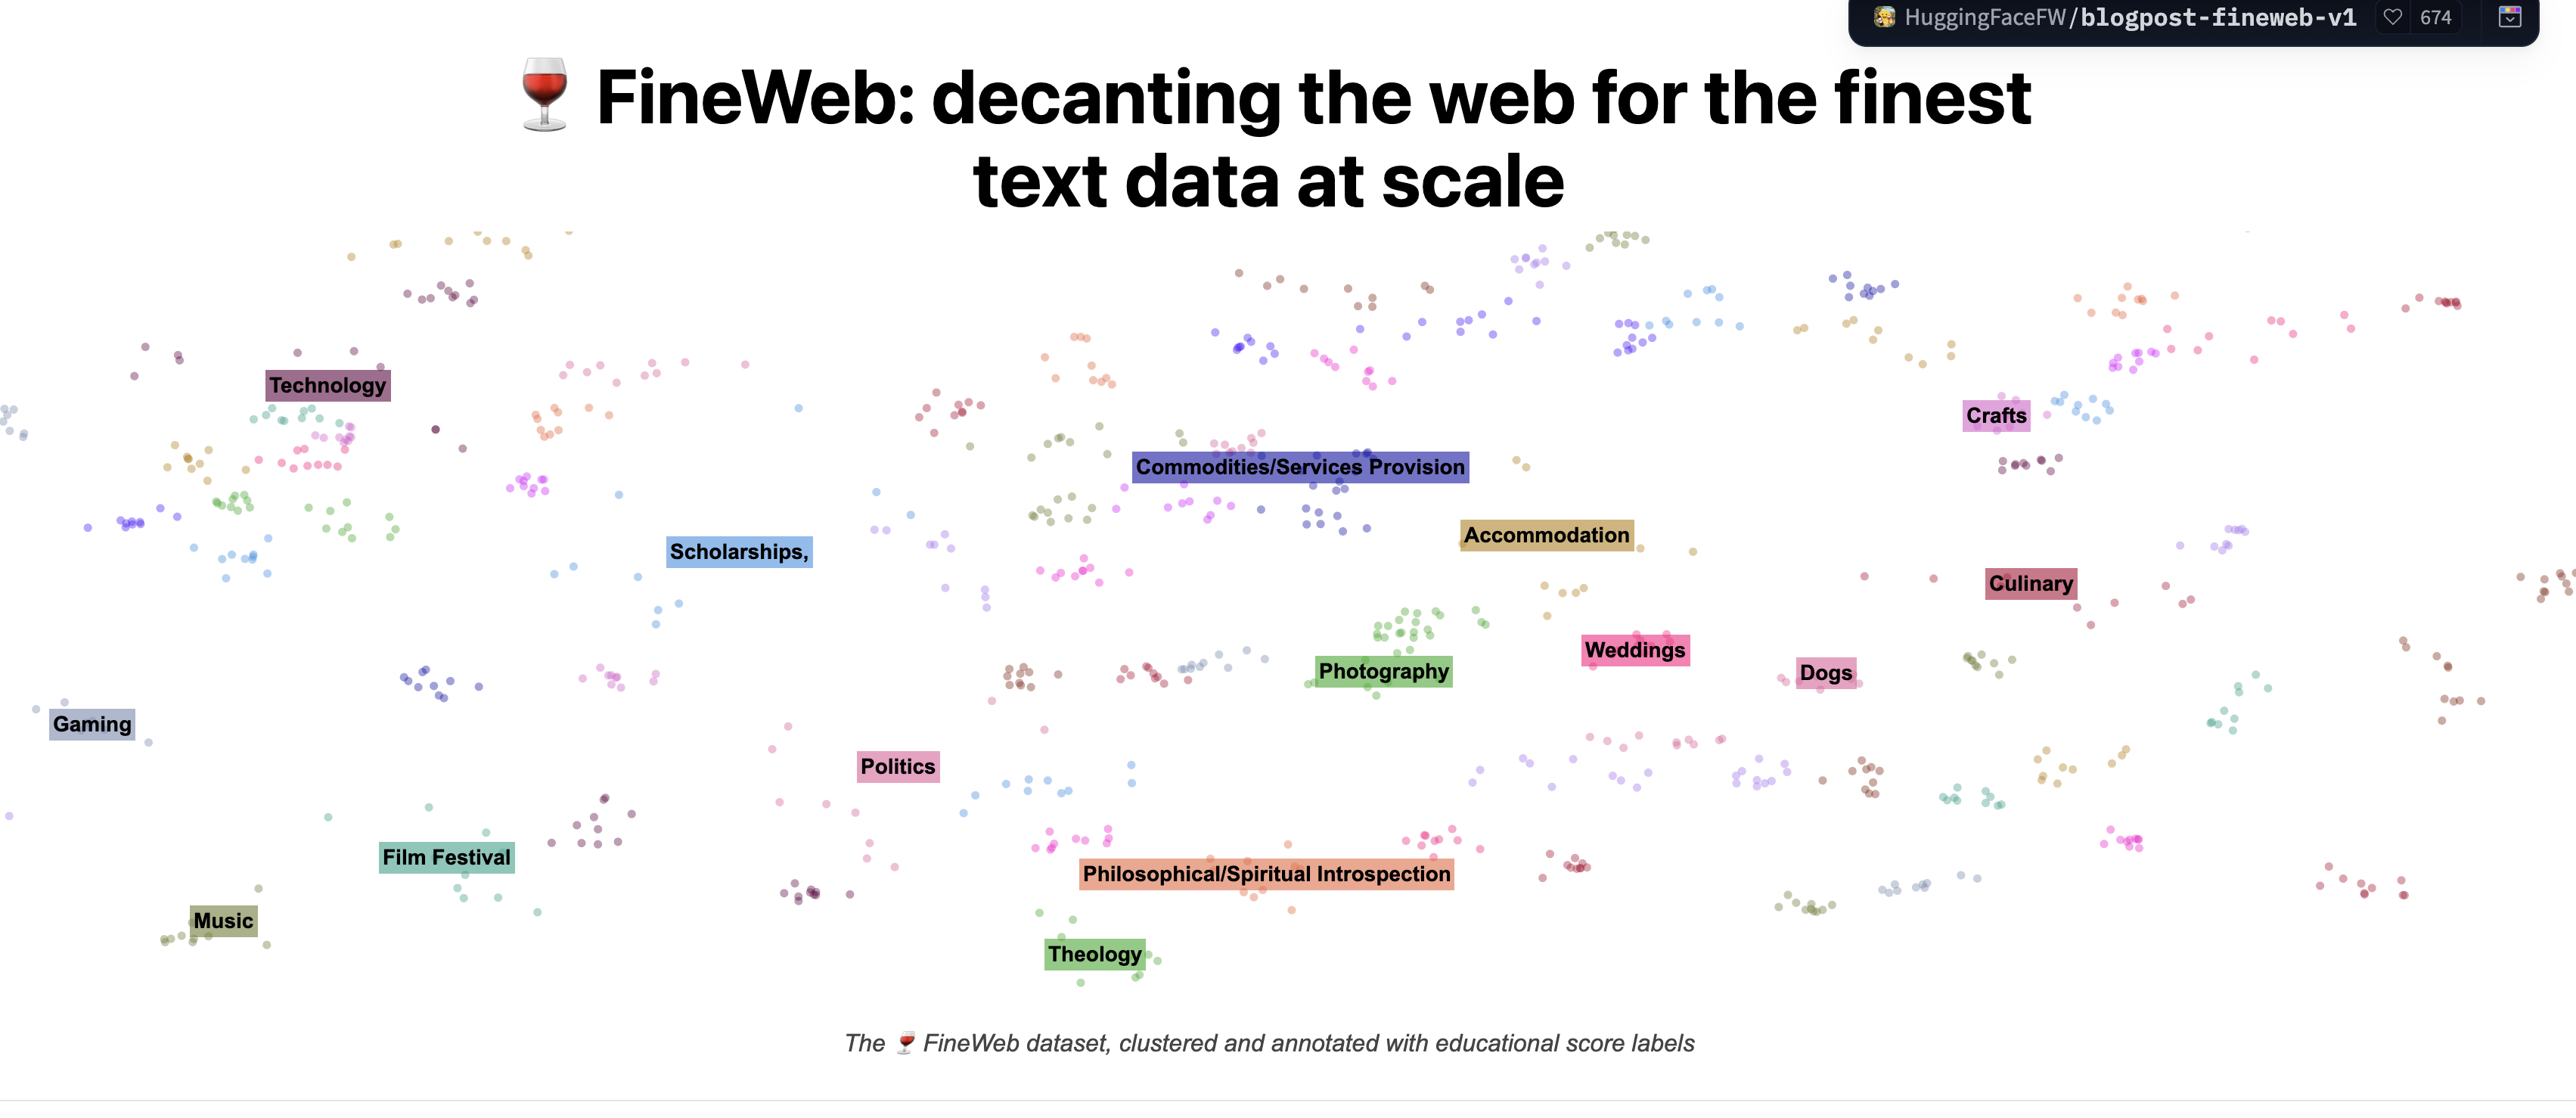 HuggingFaceFW/blogpost-fineweb-v1 674
🍷 FineWeb: decanting the web for the finest
text data at scale
Technology
Crafts
Commodities/Services Provision
Accommodation
Scholarships,
Culinary
Weddings
Photography
Dogs
Gaming
Politics
Film Festival
Philosophical/Spiritual Introspection
Music
Theology
The 🍷 FineWeb dataset, clustered and annotated with educational score labels